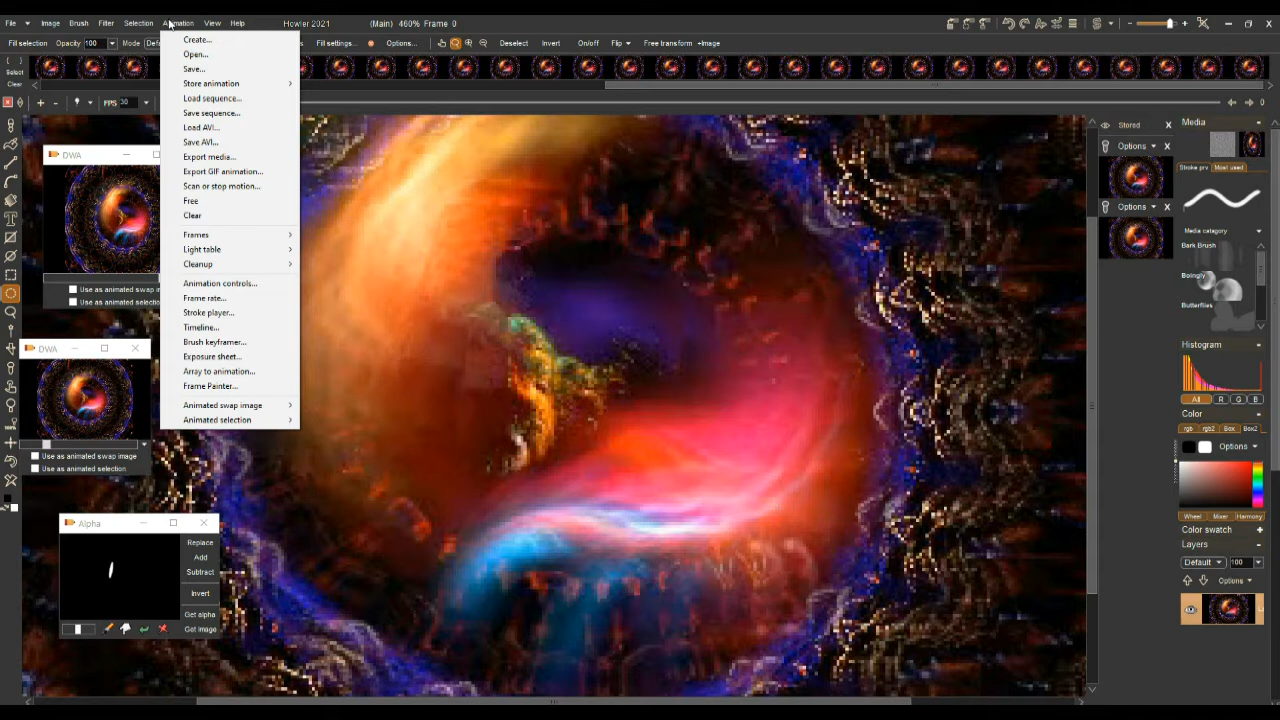 File Image Brush Filter Selection Animation View Help Howler 2021 (Main) 460% Frame 0
Fill selection Opacity 100 Mode Fill settings... Options... Deselect Invert On/off Flip Free transform +Image
Select
Clear
FPS 30 0
Create...
Open...
Save...
Store animation
Load sequence...
Save sequence...
Load AVI...
Save AVI...
Export media...
Export GIF animation...
Scan or stop motion...
Free
Clear
Frames
Light table
Cleanup
Animation controls...
Frame rate...
Stroke player...
Timeline...
Brush keyframer...
Exposure sheet...
Array to animation...
Frame Painter...
Animated swap image
Animated selection
DWA
Use as animated swap
Use as animated selection
DWA
Use as animated swap image
Use as animated selection
Alpha
Replace
Add
Subtract
Invert
Get alpha
Get image
Stored
Options
Options
Media
Stroke prv Most used
Media category
Bark Brush
Boingly
Butterflies
Histogram
All R G B
Color
rgb rgb2 Box Box2
Options
Wheel Mixer Harmony
Color swatch
Layers
Default 100
Options